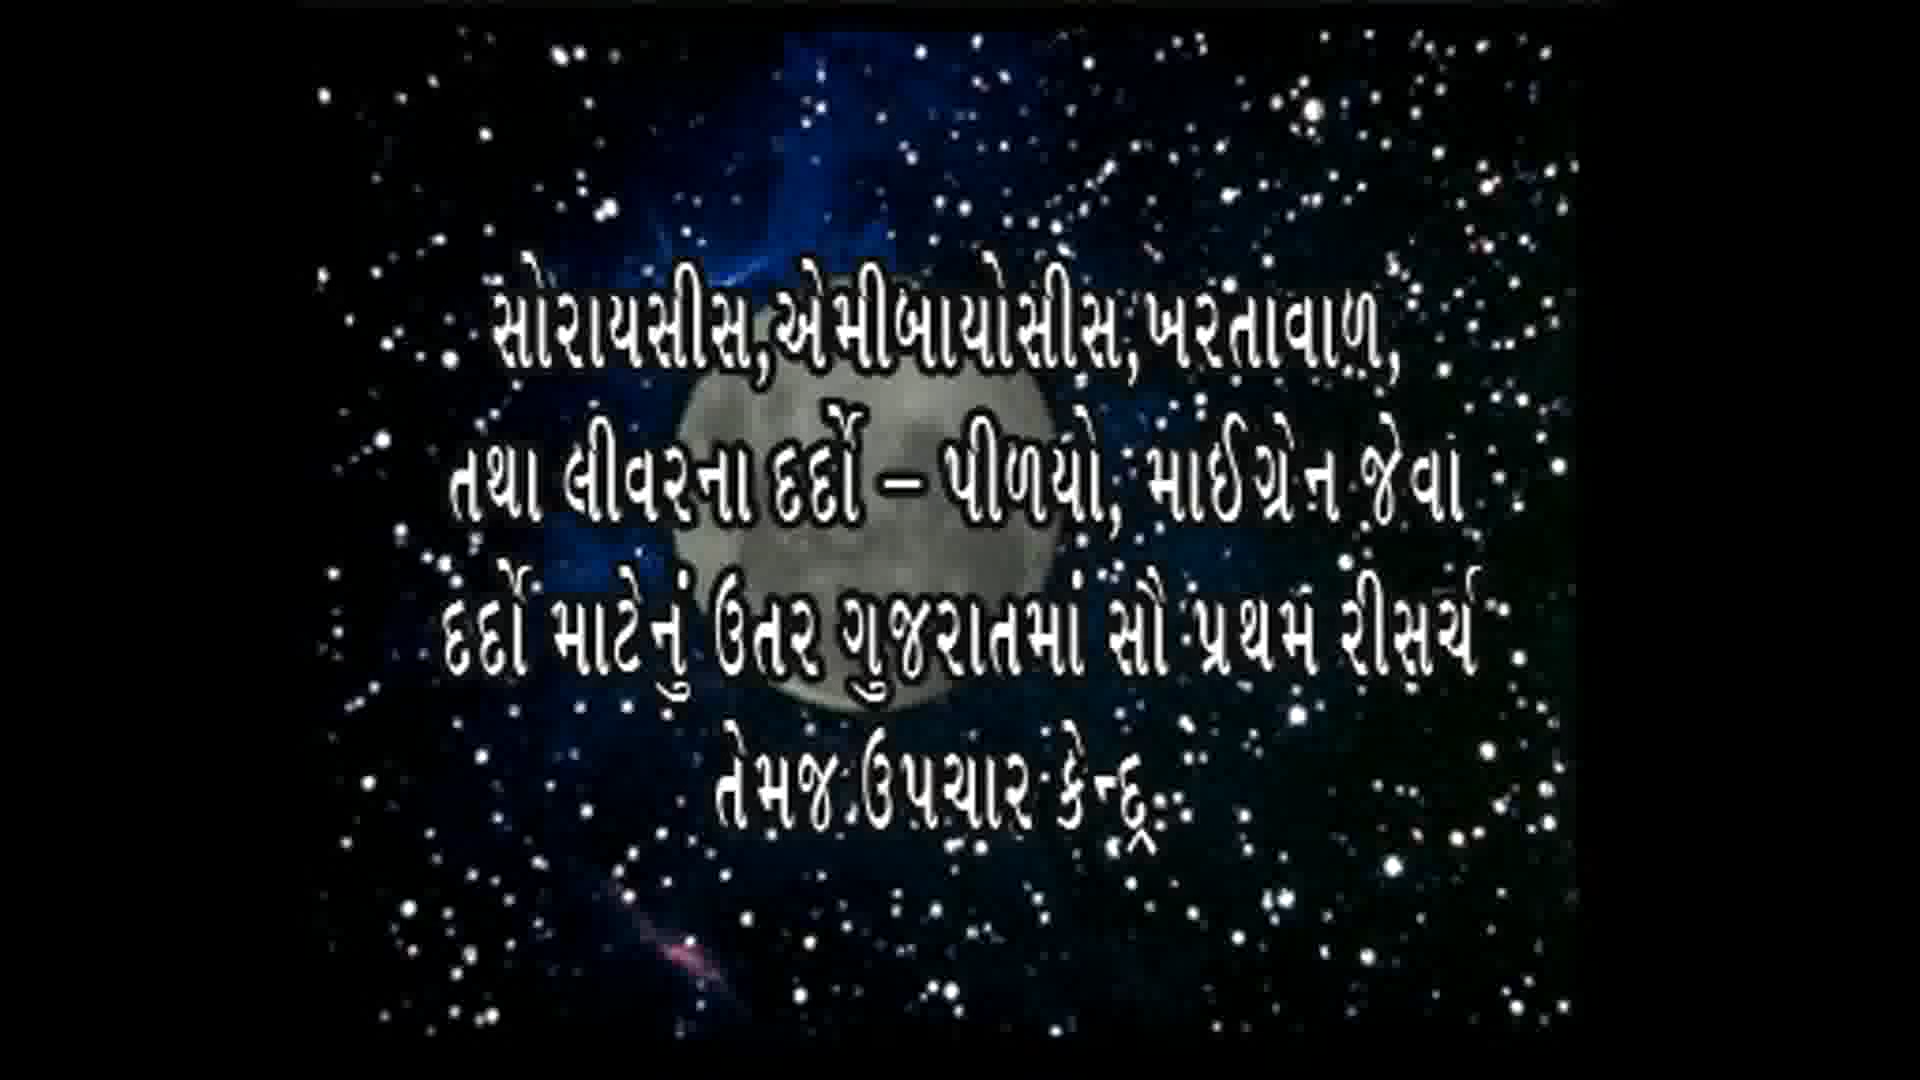 સોરાયસીસ,એમીબાયોસીસ,ખરતાવાળ,
તથા લીવરના દર્દો – પીળયો, માઈગ્રેન જેવા
દર્દો માટેનું ઉતર ગુજરાતમાં સૌ પ્રથમ રીસર્ચ
તેમજ ઉપચાર કેન્દ્ર